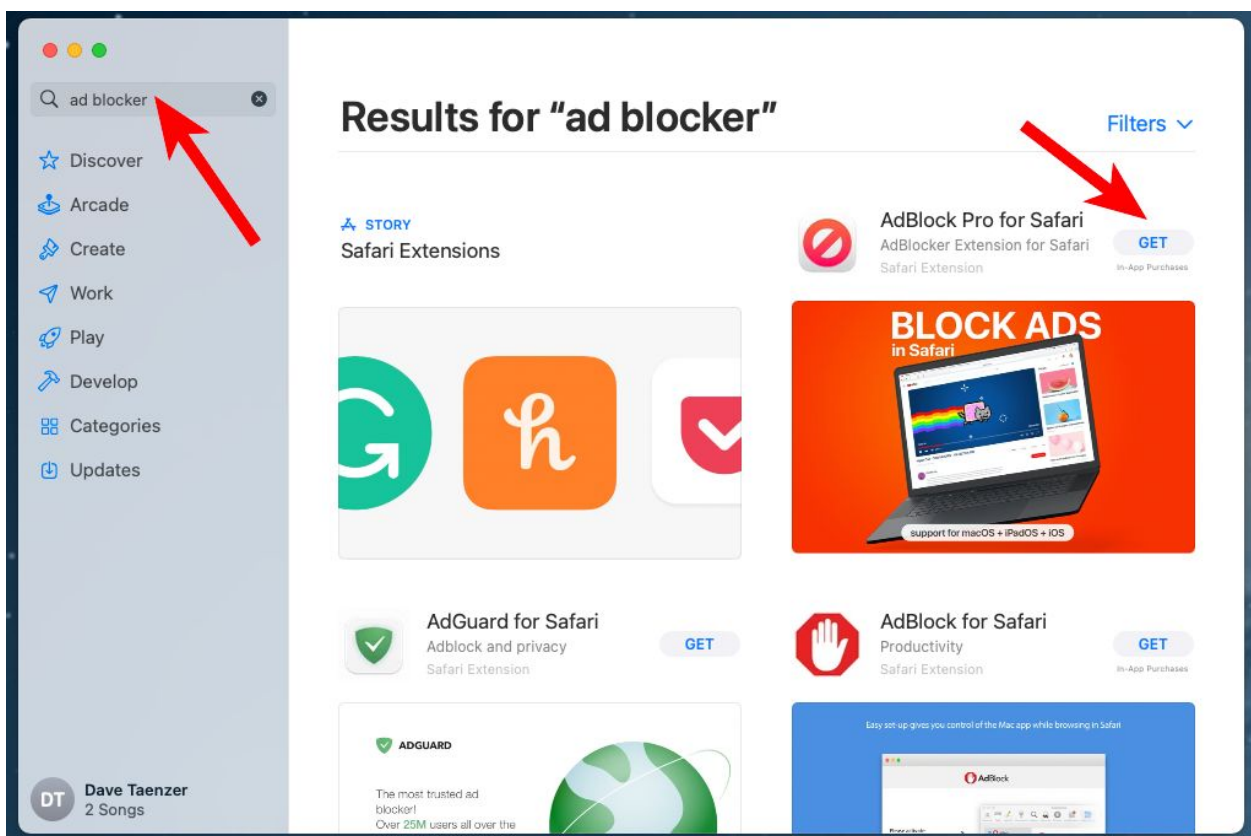 ad blocker
Discover
Arcade
Create
Work
Play
Develop
Categories
Updates
DT
Dave Taenzer
2 Songs
Results for “ad blocker”
Filters
STORY
Safari Extensions
AdBlock Pro for Safari
AdBlocker Extension for Safari
Safari Extension
GET
In-App Purchases
BLOCK ADS
in Safari
support for macOS + iPadOS + iOS
AdGuard for Safari
Adblock and privacy
Safari Extension
GET
ADGUARD
The most trusted ad
blocker!
Over 25M users all over the
AdBlock for Safari
Productivity
Safari Extension
GET
In-App Purchases
Easy set-up gives you control of the Mac app while browsing in Safari
AdBlock